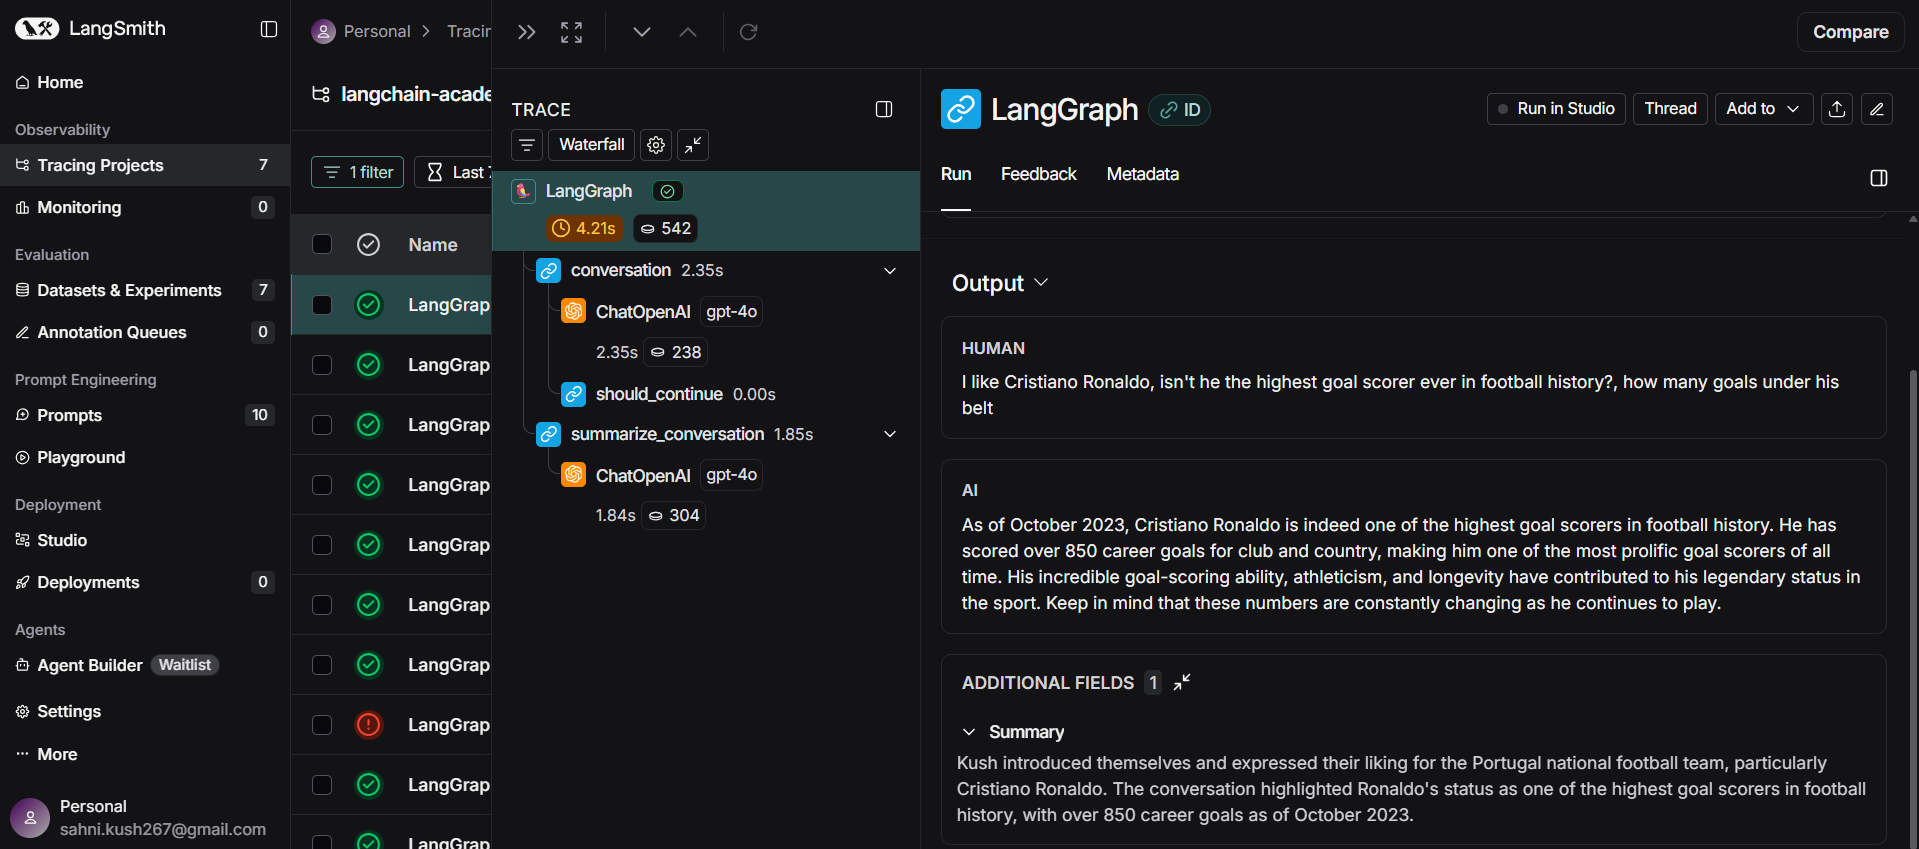 LangSmith
Home
Observability
Tracing Projects 7
Monitoring 0
Evaluation
Datasets & Experiments 7
Annotation Queues 0
Prompt Engineering
Prompts 10
Playground
Deployment
Studio
Deployments 0
Agents
Agent Builder Waitlist
Settings
More
Personal
sahni.kush267@gmail.com
Personal > Tracin
langchain-acade
1 filter Last 7
Name
LangGrap
LangGraph
LangGrap
LangGrap
LangGrap
LangGrap
LangGrap
LangGraph
LangGrap
LangGrap
Compare
TRACE
Waterfall
LangGraph
4.21s 542
conversation 2.35s
ChatOpenAI gpt-4o
2.35s 238
should_continue 0.00s
summarize_conversation 1.85s
ChatOpenAI gpt-4o
1.84s 304
LangGraph ID
Run in Studio Thread Add to
Run Feedback Metadata
Output
HUMAN
I like Cristiano Ronaldo, isn't he the highest goal scorer ever in football history?, how many goals under his
belt
AI
As of October 2023, Cristiano Ronaldo is indeed one of the highest goal scorers in football history. He has
scored over 850 career goals for club and country, making him one of the most prolific goal scorers of all
time. His incredible goal-scoring ability, athleticism, and longevity have contributed to his legendary status in
the sport. Keep in mind that these numbers are constantly changing as he continues to play.
ADDITIONAL FIELDS 1
Summary
Kush introduced themselves and expressed their liking for the Portugal national football team, particularly
Cristiano Ronaldo. The conversation highlighted Ronaldo's status as one of the highest goal scorers in football
history, with over 850 career goals as of October 2023.